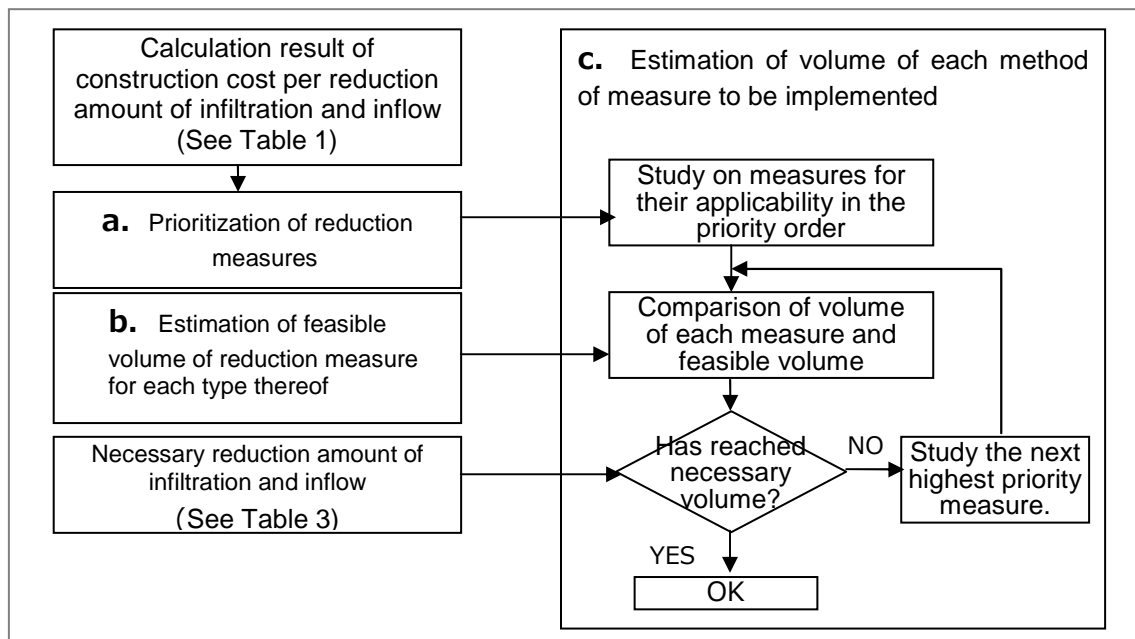 Calculation result of
construction cost per reduction
amount of infiltration and inflow
(See Table 1)
a. Prioritization of reduction
measures
b. Estimation of feasible
volume of reduction measure
for each type thereof
Necessary reduction amount of
infiltration and inflow
(See Table 3)
c. Estimation of volume of each method
of measure to be implemented
Study on measures for
their applicability in the
priority order
Comparison of volume
of each measure and
feasible volume
Has reached
necessary
volume?
NO
Study the next
highest priority
measure.
YES
OK